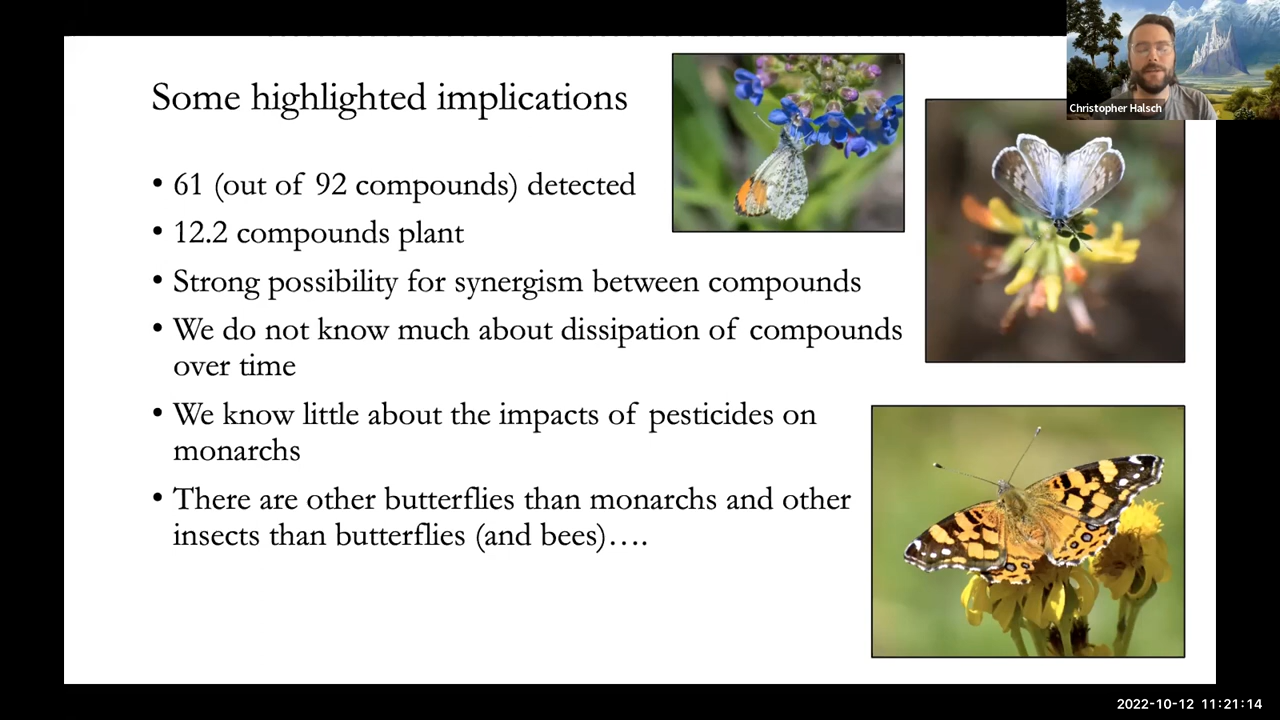 Christopher Halsch
Some highlighted implications
• 61 (out of 92 compounds) detected
• 12.2 compounds plant
• Strong possibility for synergism between compounds
• We do not know much about dissipation of compounds
over time
• We know little about the impacts of pesticides on
monarchs
• There are other butterflies than monarchs and other
insects than butterflies (and bees)….
2022-10-12 11:21:14